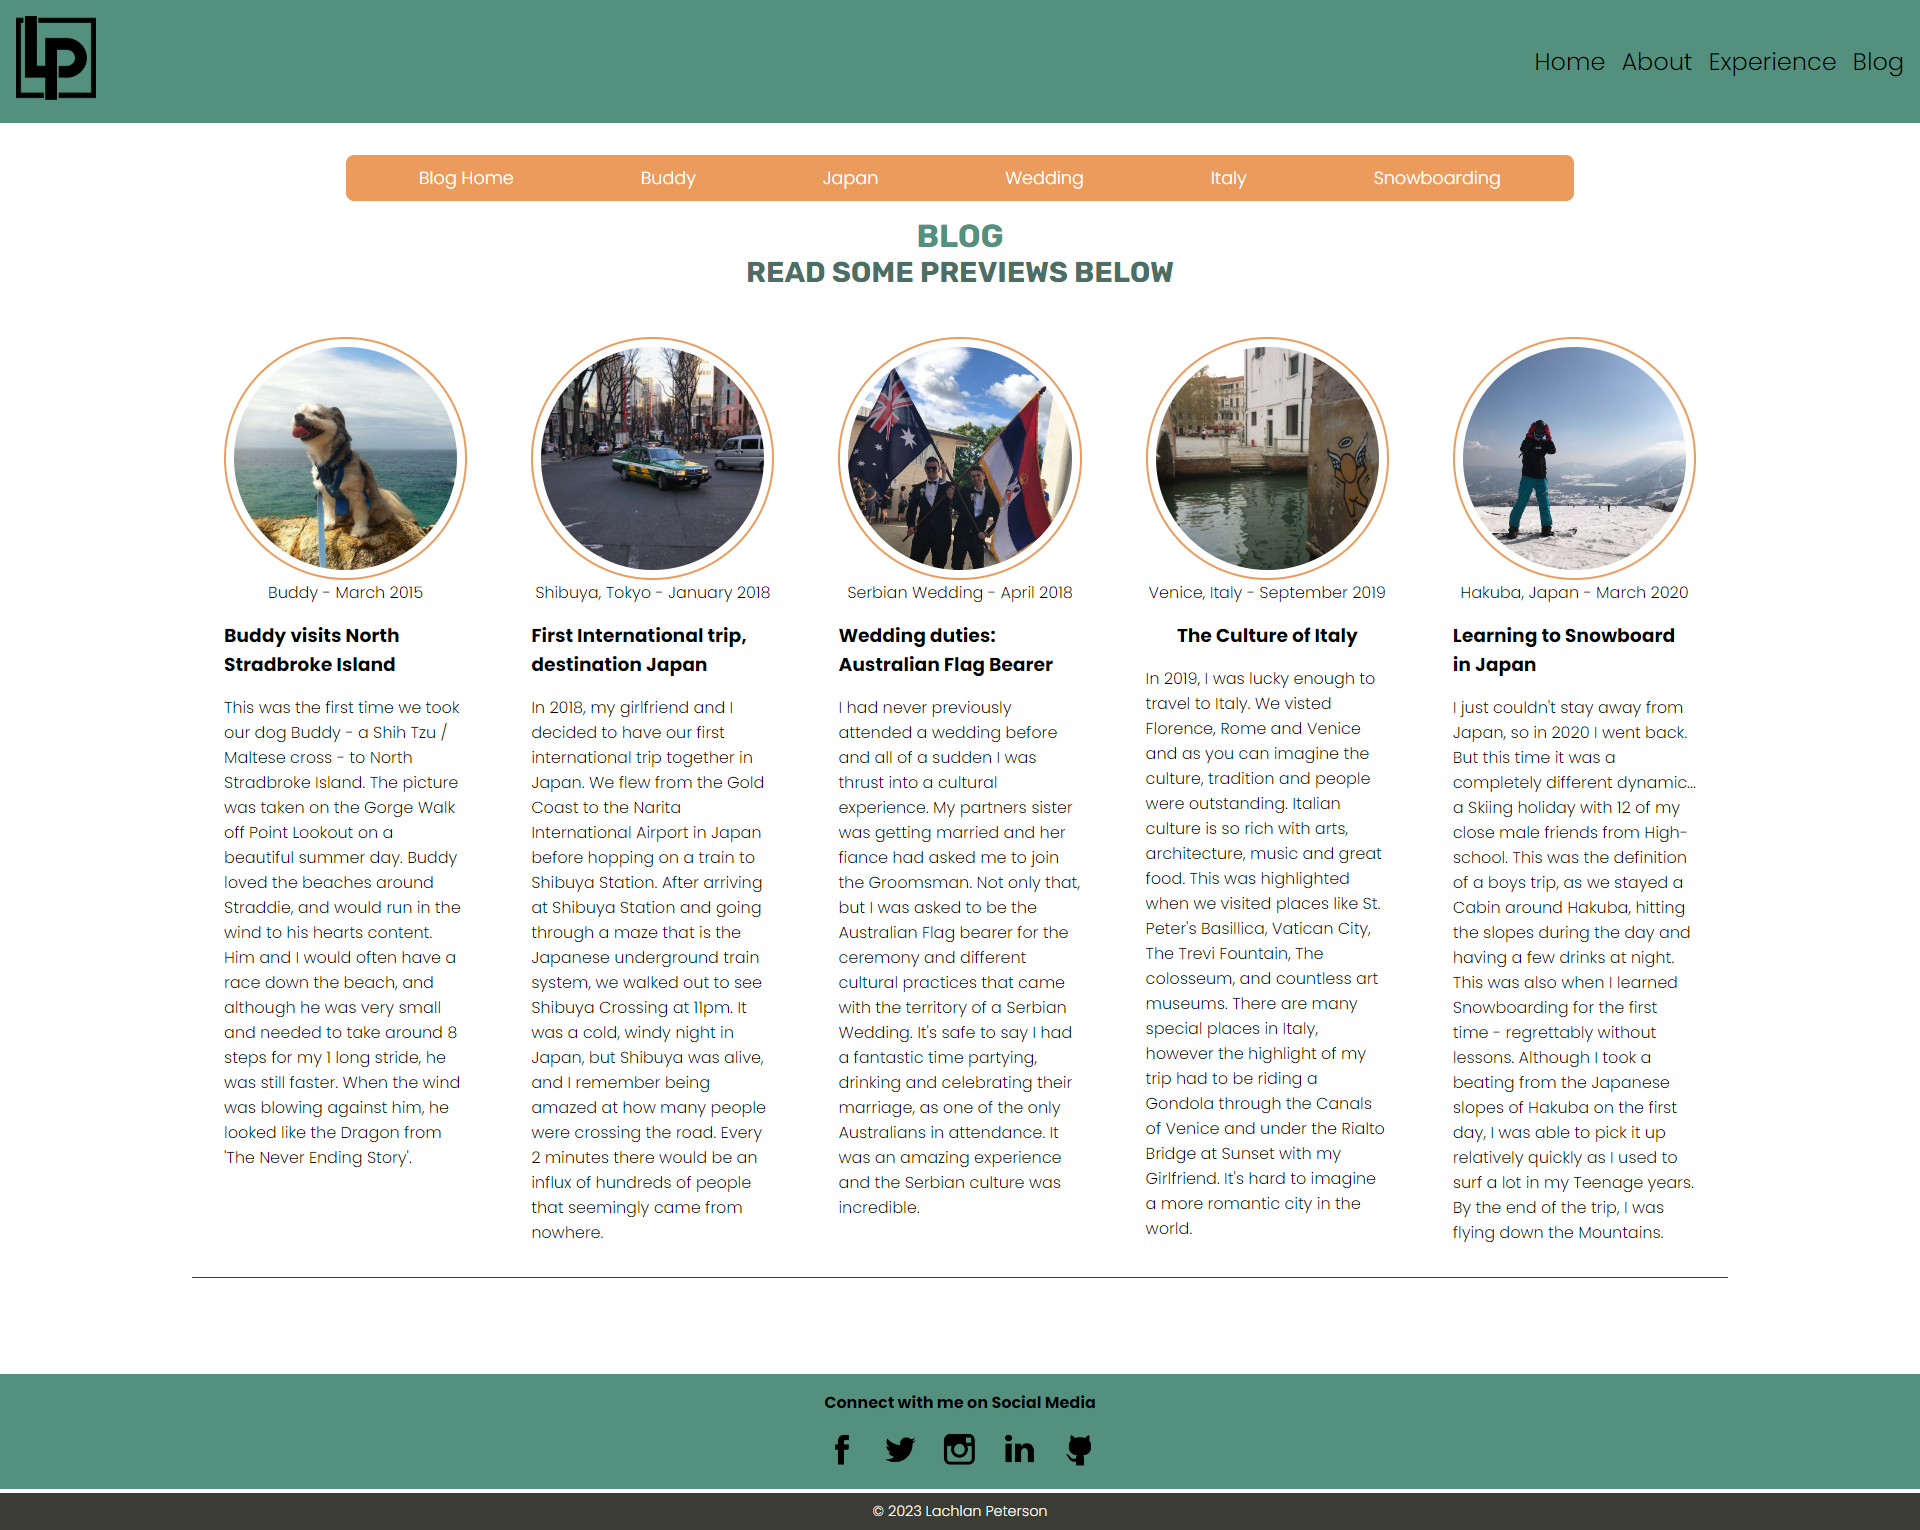 LP
Home About Experience Blog
Blog Home Buddy Japan Wedding Italy Snowboarding
BLOG
READ SOME PREVIEWS BELOW
Buddy - March 2015
Buddy visits North
Stradbroke Island
This was the first time we took
our dog Buddy - a Shih Tzu /
Maltese cross - to North
Stradbroke Island. The picture
was taken on the Gorge Walk
off Point Lookout on a
beautiful summer day. Buddy
loved the beaches around
Straddie, and would run in the
wind to his hearts content.
Him and I would often have a
race down the beach, and
although he was very small
and needed to take around 8
steps for my 1 long stride, he
was still faster. When the wind
was blowing against him, he
looked like the Dragon from
'The Never Ending Story'.
Shibuya, Tokyo - January 2018
First International trip,
destination Japan
In 2018, my girlfriend and I
decided to have our first
international trip together in
Japan. We flew from the Gold
Coast to the Narita
International Airport in Japan
before hopping on a train to
Shibuya Station. After arriving
at Shibuya Station and going
through a maze that is the
Japanese underground train
system, we walked out to see
Shibuya Crossing at 11pm. It
was a cold, windy night in
Japan, but Shibuya was alive,
and I remember being
amazed at how many people
were crossing the road. Every
2 minutes there would be an
influx of hundreds of people
that seemingly came from
nowhere.
Serbian Wedding - April 2018
Wedding duties:
Australian Flag Bearer
I had never previously
attended a wedding before
and all of a sudden I was
thrust into a cultural
experience. My partners sister
was getting married and her
fiance had asked me to join
the Groomsman. Not only that,
but I was asked to be the
Australian Flag bearer for the
ceremony and different
cultural practices that came
with the territory of a Serbian
Wedding. It's safe to say I had
a fantastic time partying,
drinking and celebrating their
marriage, as one of the only
Australians in attendance. It
was an amazing experience
and the Serbian culture was
incredible.
Venice, Italy - September 2019
The Culture of Italy
In 2019, I was lucky enough to
travel to Italy. We visted
Florence, Rome and Venice
and as you can imagine the
culture, tradition and people
were outstanding. Italian
culture is so rich with arts,
architecture, music and great
food. This was highlighted
when we visited places like St.
Peter's Basillica, Vatican City,
The Trevi Fountain, The
colosseum, and countless art
museums. There are many
special places in Italy,
however the highlight of my
trip had to be riding a
Gondola through the Canals
of Venice and under the Rialto
Bridge at Sunset with my
Girlfriend. It's hard to imagine
a more romantic city in the
world.
Hakuba, Japan - March 2020
Learning to Snowboard
in Japan
I just couldn't stay away from
Japan, so in 2020 I went back.
But this time it was a
completely different dynamic...
a Skiing holiday with 12 of my
close male friends from High-
school. This was the definition
of a boys trip, as we stayed a
Cabin around Hakuba, hitting
the slopes during the day and
having a few drinks at night.
This was also when I learned
Snowboarding for the first
time - regrettably without
lessons. Although I took a
beating from the Japanese
slopes of Hakuba on the first
day, I was able to pick it up
relatively quickly as I used to
surf a lot in my Teenage years.
By the end of the trip, I was
flying down the Mountains.
Connect with me on Social Media
© 2023 Lachlan Peterson